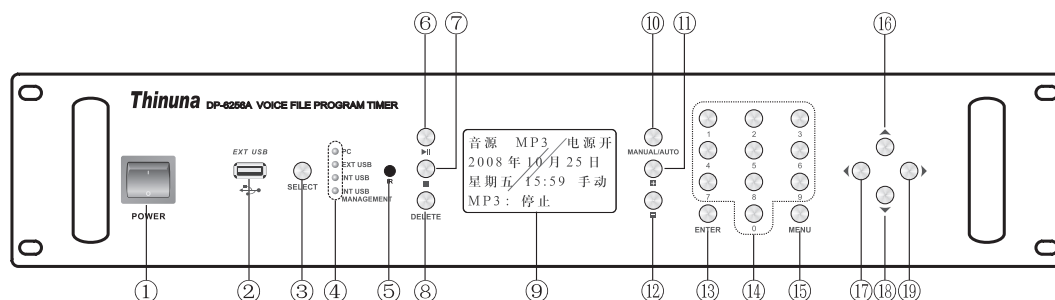 ⑥ ⑦ ⑩ ⑪ ⑯
Thinuna DP-6256A VOICE FILE PROGRAM TIMER
EXT USB
SELECT
PC
EXT USB
INT USB
INT USB
MANAGEMENT
IR
DELETE
POWER
音源 MP3 电源开
2008年10月25日
星期五 15:59 手动
MP3: 停止
MANUAL/AUTO
1 2 3
4 5 6
7 8 9
ENTER 0 MENU
① ② ③ ④ ⑤ ⑧ ⑨ ⑫ ⑬ ⑭ ⑮ ⑰ ⑱ ⑲